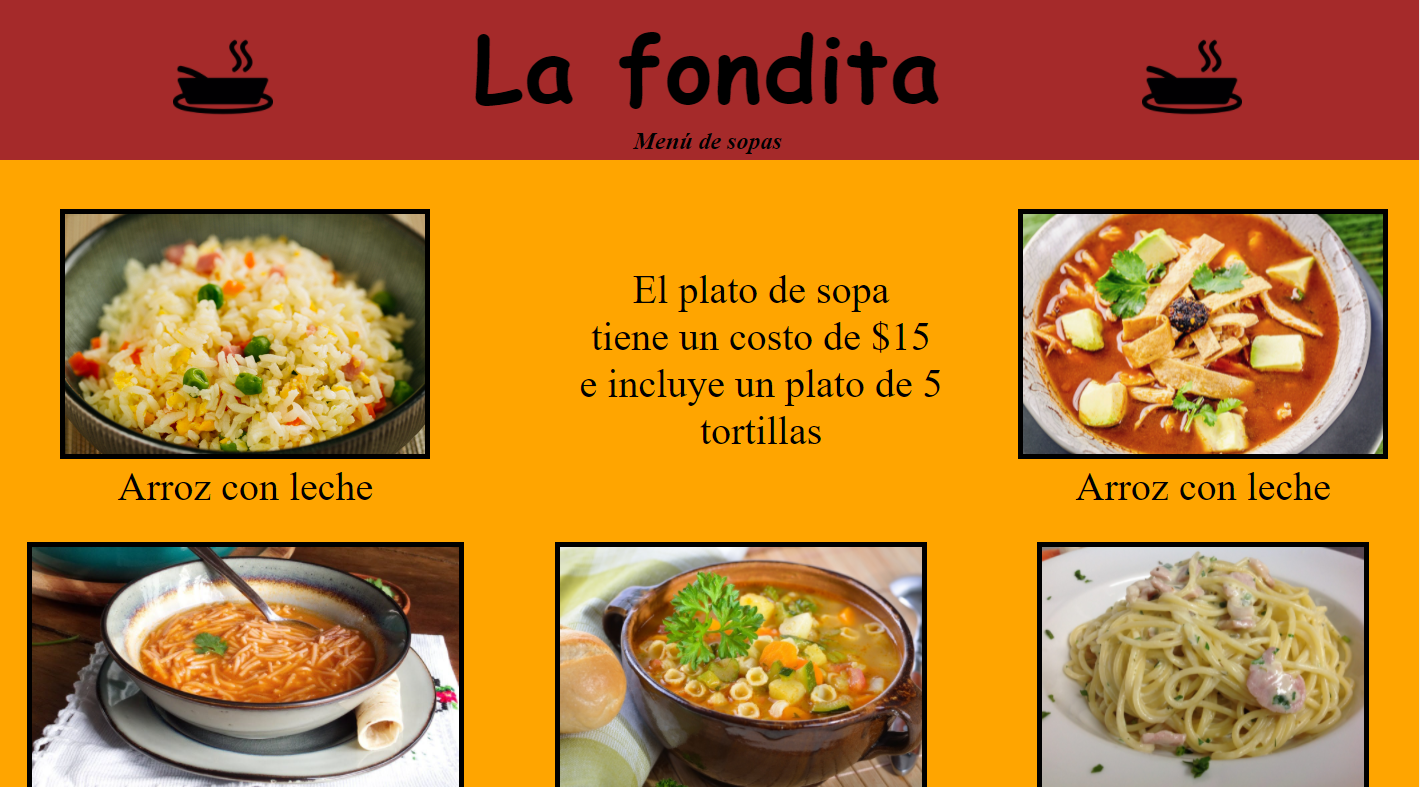 La fondita
Menú de sopas
El plato de sopa
tiene un costo de $15
e incluye un plato de 5
tortillas
Arroz con leche
Arroz con leche